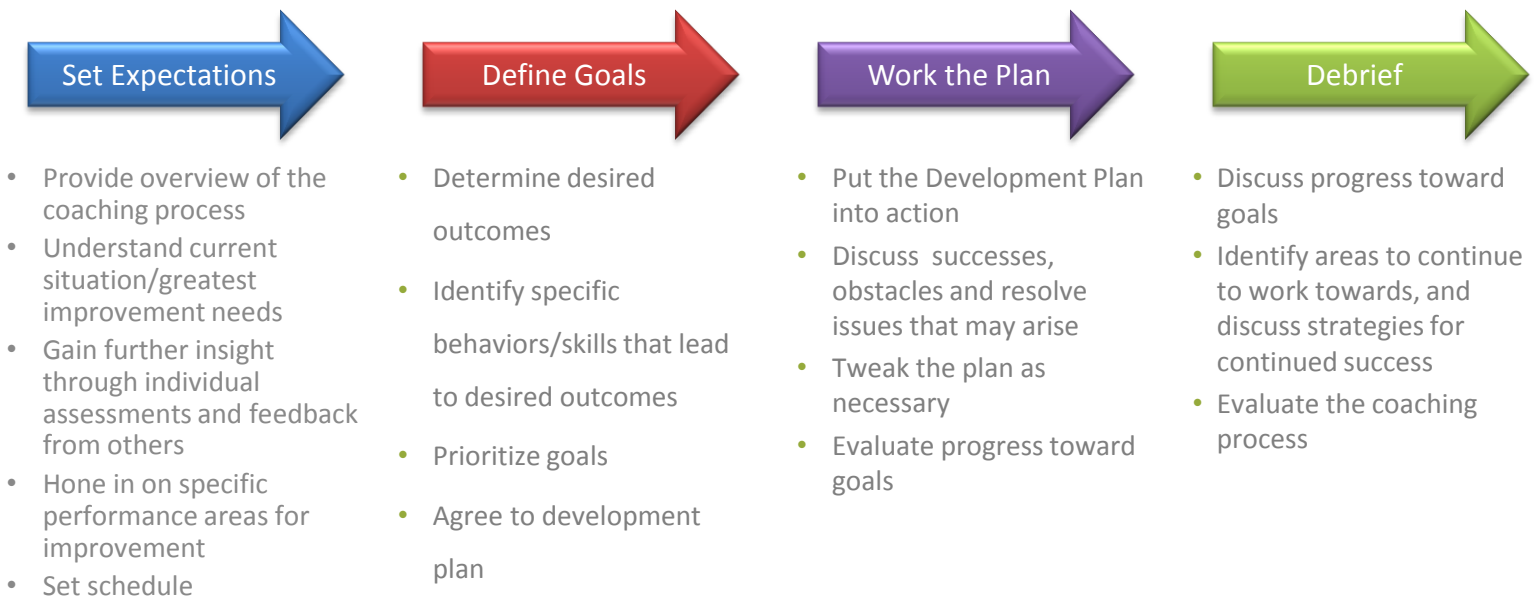 Set Expectations
• Provide overview of the
coaching process
• Understand current
situation/greatest
improvement needs
• Gain further insight
through individual
assessments and feedback
from others
• Hone in on specific
performance areas for
improvement
• Set schedule
Define Goals
• Determine desired
outcomes
• Identify specific
behaviors/skills that lead
to desired outcomes
• Prioritize goals
• Agree to development
plan
Work the Plan
• Put the Development Plan
into action
• Discuss  successes,
obstacles and resolve
issues that may arise
• Tweak the plan as
necessary
• Evaluate progress toward
goals
Debrief
• Discuss progress toward
goals
• Identify areas to continue
to work towards, and
discuss strategies for
continued success
• Evaluate the coaching
process